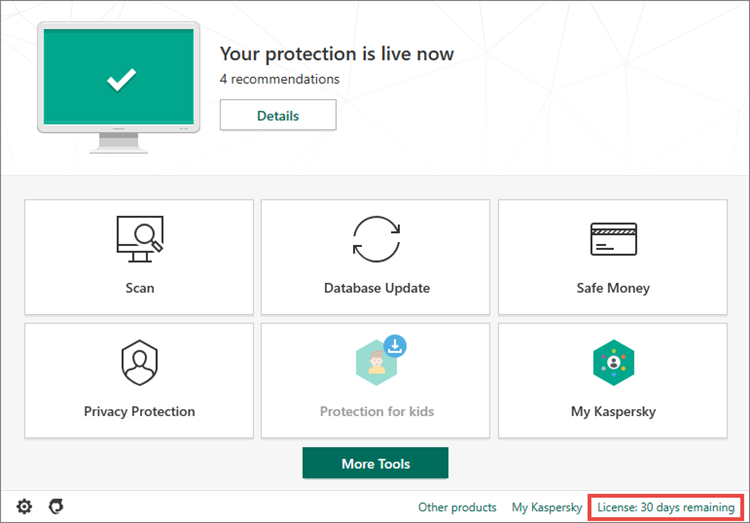 Your protection is live now
4 recommendations
Details
Scan
Database Update
Safe Money
Privacy Protection
Protection for kids
My Kaspersky
More Tools
Other products
My Kaspersky
License: 30 days remaining